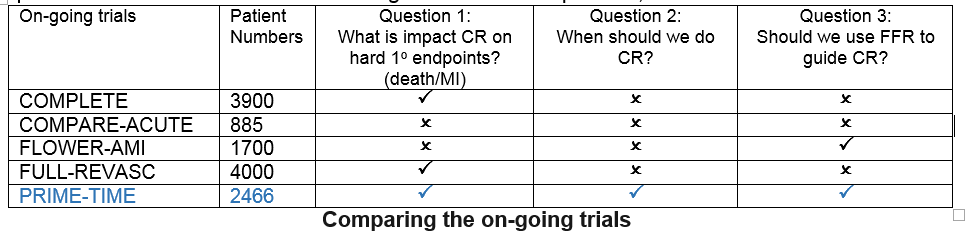 On-going trials Patient Numbers Question 1: What is impact CR on hard 1º endpoints? (death/MI) Question 2: When should we do CR? Question 3: Should we use FFR to guide CR?
COMPLETE 3900 ✓ x x
COMPARE-ACUTE 885 x x x
FLOWER-AMI 1700 x x ✓
FULL-REVASC 4000 ✓ x x
PRIME-TIME 2466 ✓ ✓ ✓
Comparing the on-going trials